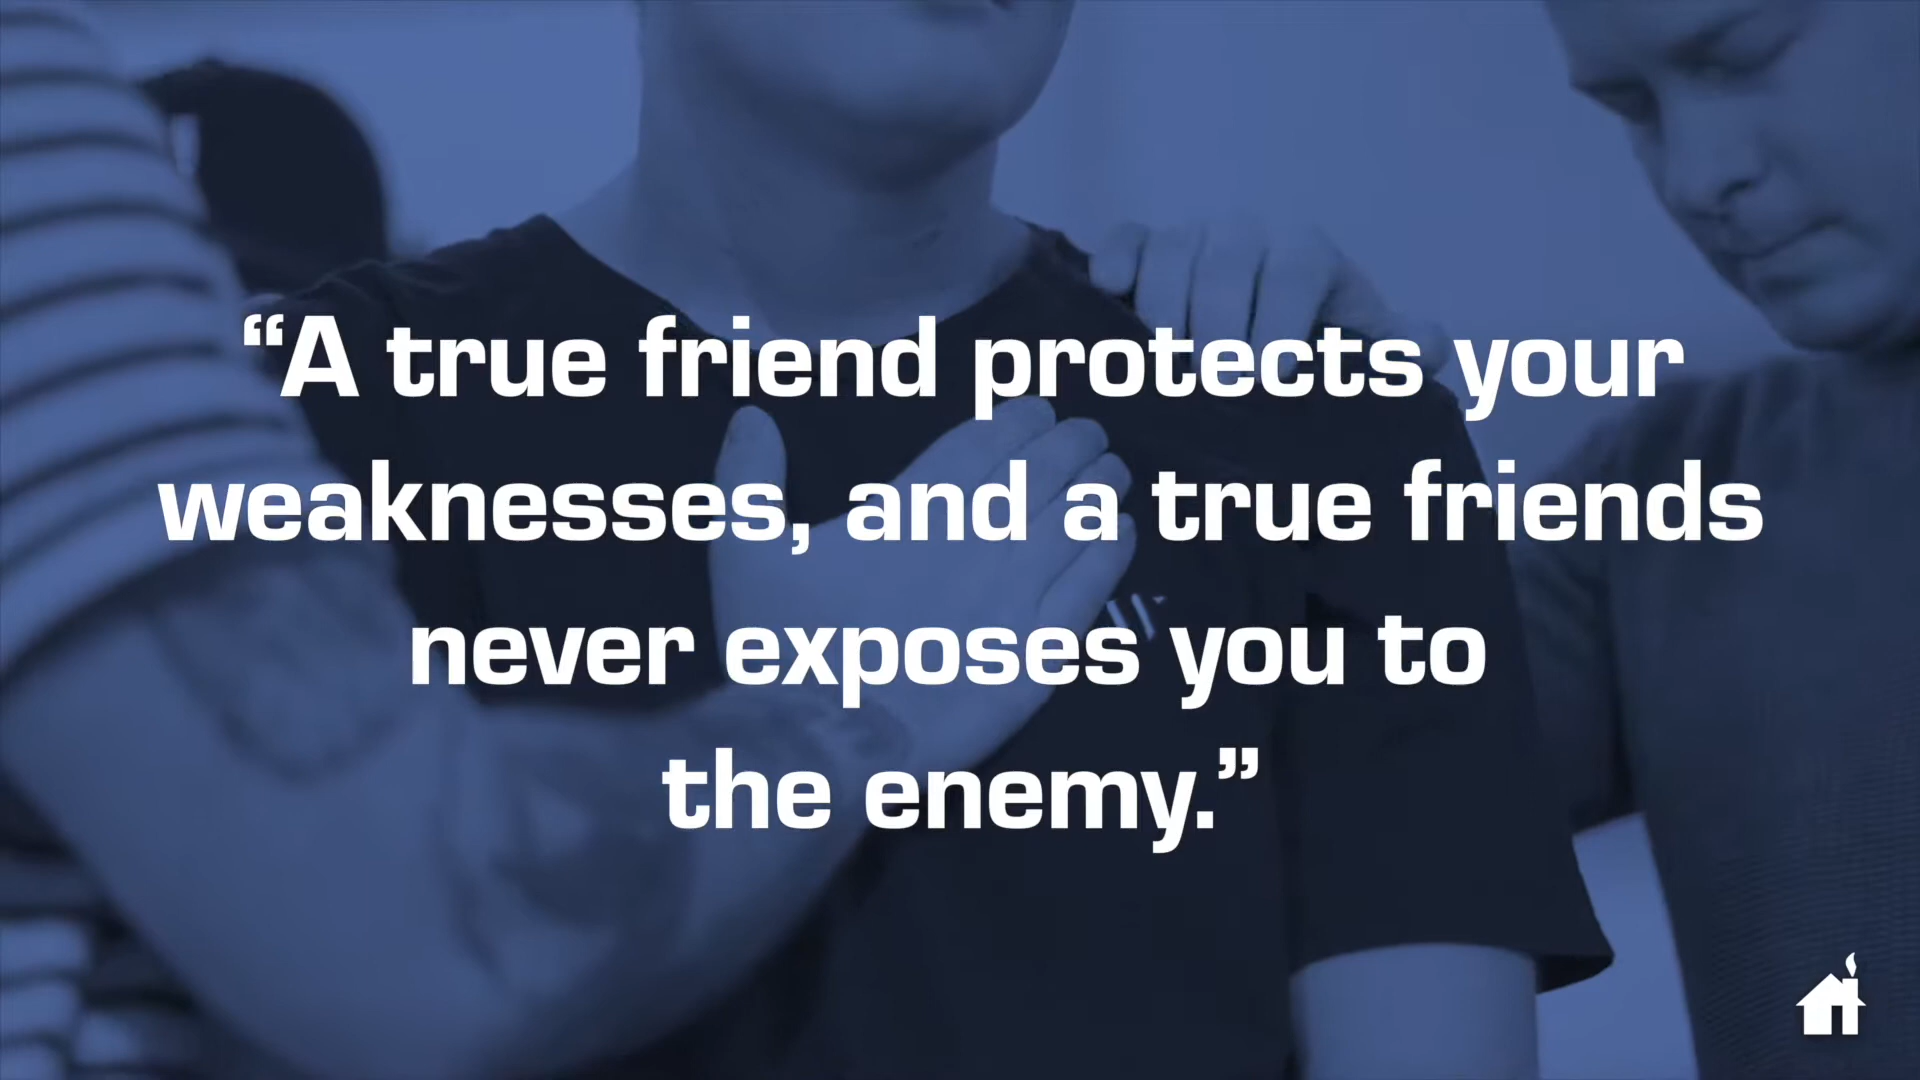 “A true friend protects your
weaknesses, and a true friends
never exposes you to
the enemy.”